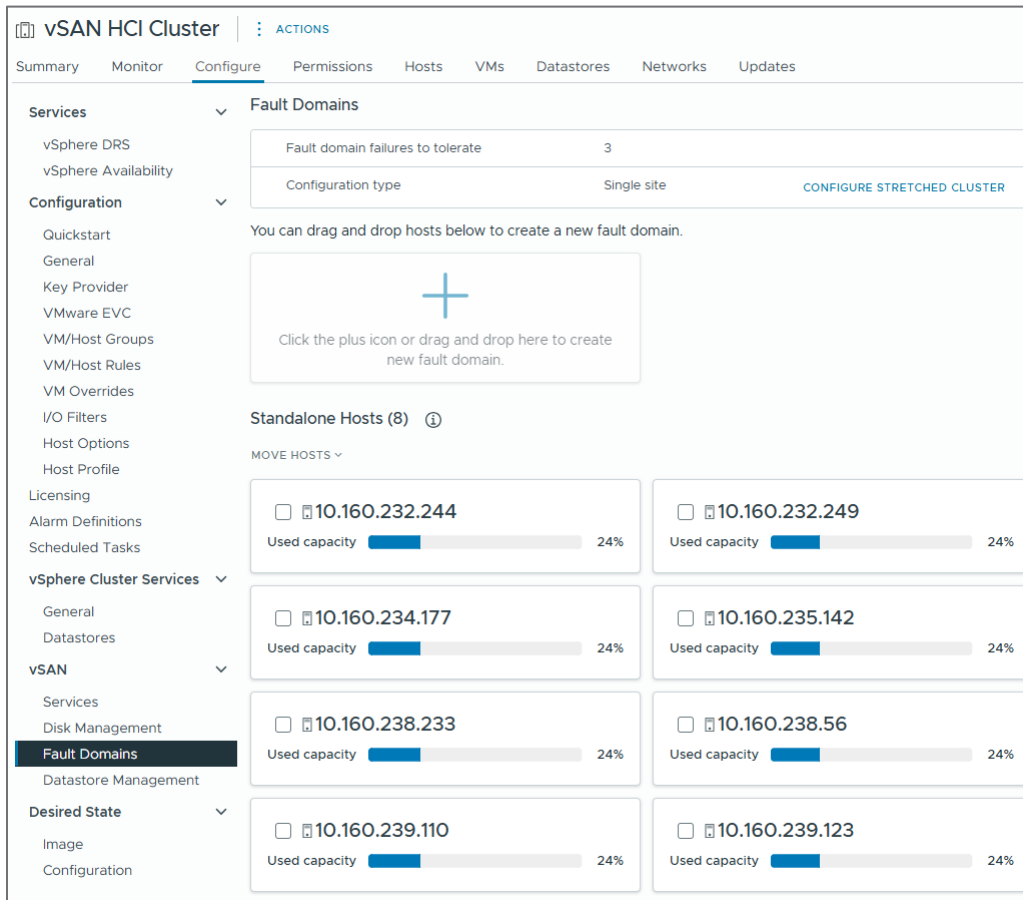 vSAN HCI Cluster
ACTIONS
Summary Monitor Configure Permissions Hosts VMs Datastores Networks Updates
Services
vSphere DRS
vSphere Availability
Configuration
Quickstart
General
Key Provider
VMware EVC
VM/Host Groups
VM/Host Rules
VM Overrides
I/O Filters
Host Options
Host Profile
Licensing
Alarm Definitions
Scheduled Tasks
vSphere Cluster Services
General
Datastores
vSAN
Services
Disk Management
Fault Domains
Datastore Management
Desired State
Image
Configuration
Fault Domains
Fault domain failures to tolerate 3
Configuration type Single site CONFIGURE STRETCHED CLUSTER
You can drag and drop hosts below to create a new fault domain.
Click the plus icon or drag and drop here to create
new fault domain.
Standalone Hosts (8)
MOVE HOSTS
10.160.232.244
Used capacity 24%
10.160.232.249
Used capacity 24%
10.160.234.177
Used capacity 24%
10.160.235.142
Used capacity 24%
10.160.238.233
Used capacity 24%
10.160.238.56
Used capacity 24%
10.160.239.110
Used capacity 24%
10.160.239.123
Used capacity 24%